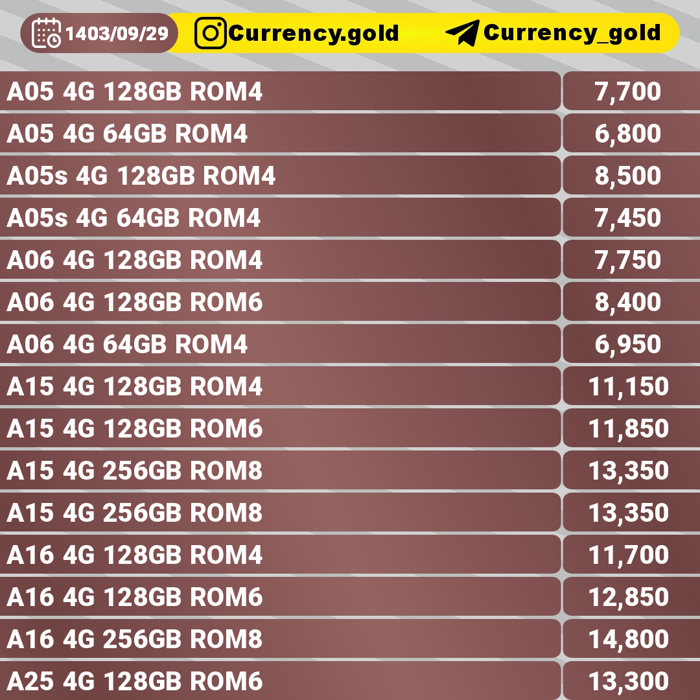 1403/09/29 Currency.gold Currency_gold
A05 4G 128GB ROM4 7,700
A05 4G 64GB ROM4 6,800
A05s 4G 128GB ROM4 8,500
A05s 4G 64GB ROM4 7,450
A06 4G 128GB ROM4 7,750
A06 4G 128GB ROM6 8,400
A06 4G 64GB ROM4 6,950
A15 4G 128GB ROM4 11,150
A15 4G 128GB ROM6 11,850
A15 4G 256GB ROM8 13,350
A15 4G 256GB ROM8 13,350
A16 4G 128GB ROM4 11,700
A16 4G 128GB ROM6 12,850
A16 4G 256GB ROM8 14,800
A25 4G 128GB ROM6 13,300